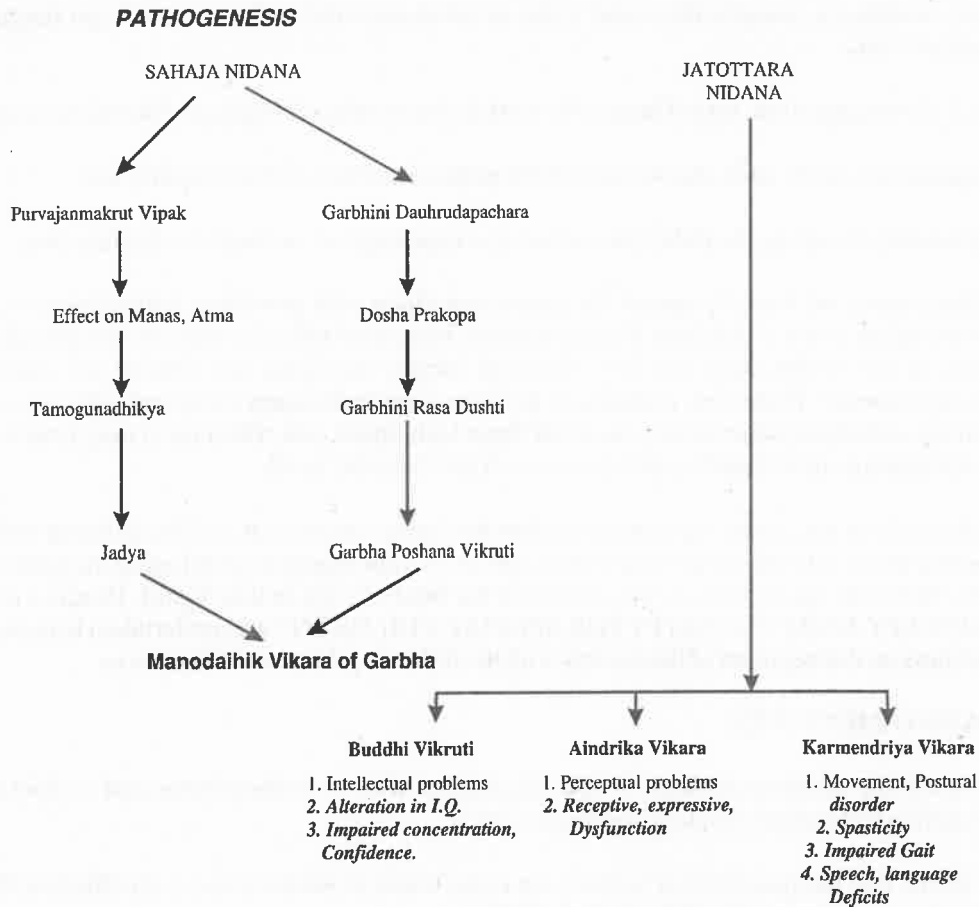 PATHOGENESIS
SAHAJA NIDANA
JATOTTARA
NIDANA
Purvajanmakrut Vipak
Garbhini Dauhrudapachara
Effect on Manas, Atma
Dosha Prakopa
Tamogunadhikya
Garbhini Rasa Dushti
Jadya
Garbha Poshana Vikruti
Manodaihik Vikara of Garbha
Buddhi Vikruti
1. Intellectual problems
2. Alteration in I.Q.
3. Impaired concentration,
Confidence.
Aindrika Vikara
1. Perceptual problems
2. Receptive, expressive,
Dysfunction
Karmendriya Vikara
1. Movement, Postural
disorder
2. Spasticity
3. Impaired Gait
4. Speech, language
Deficits